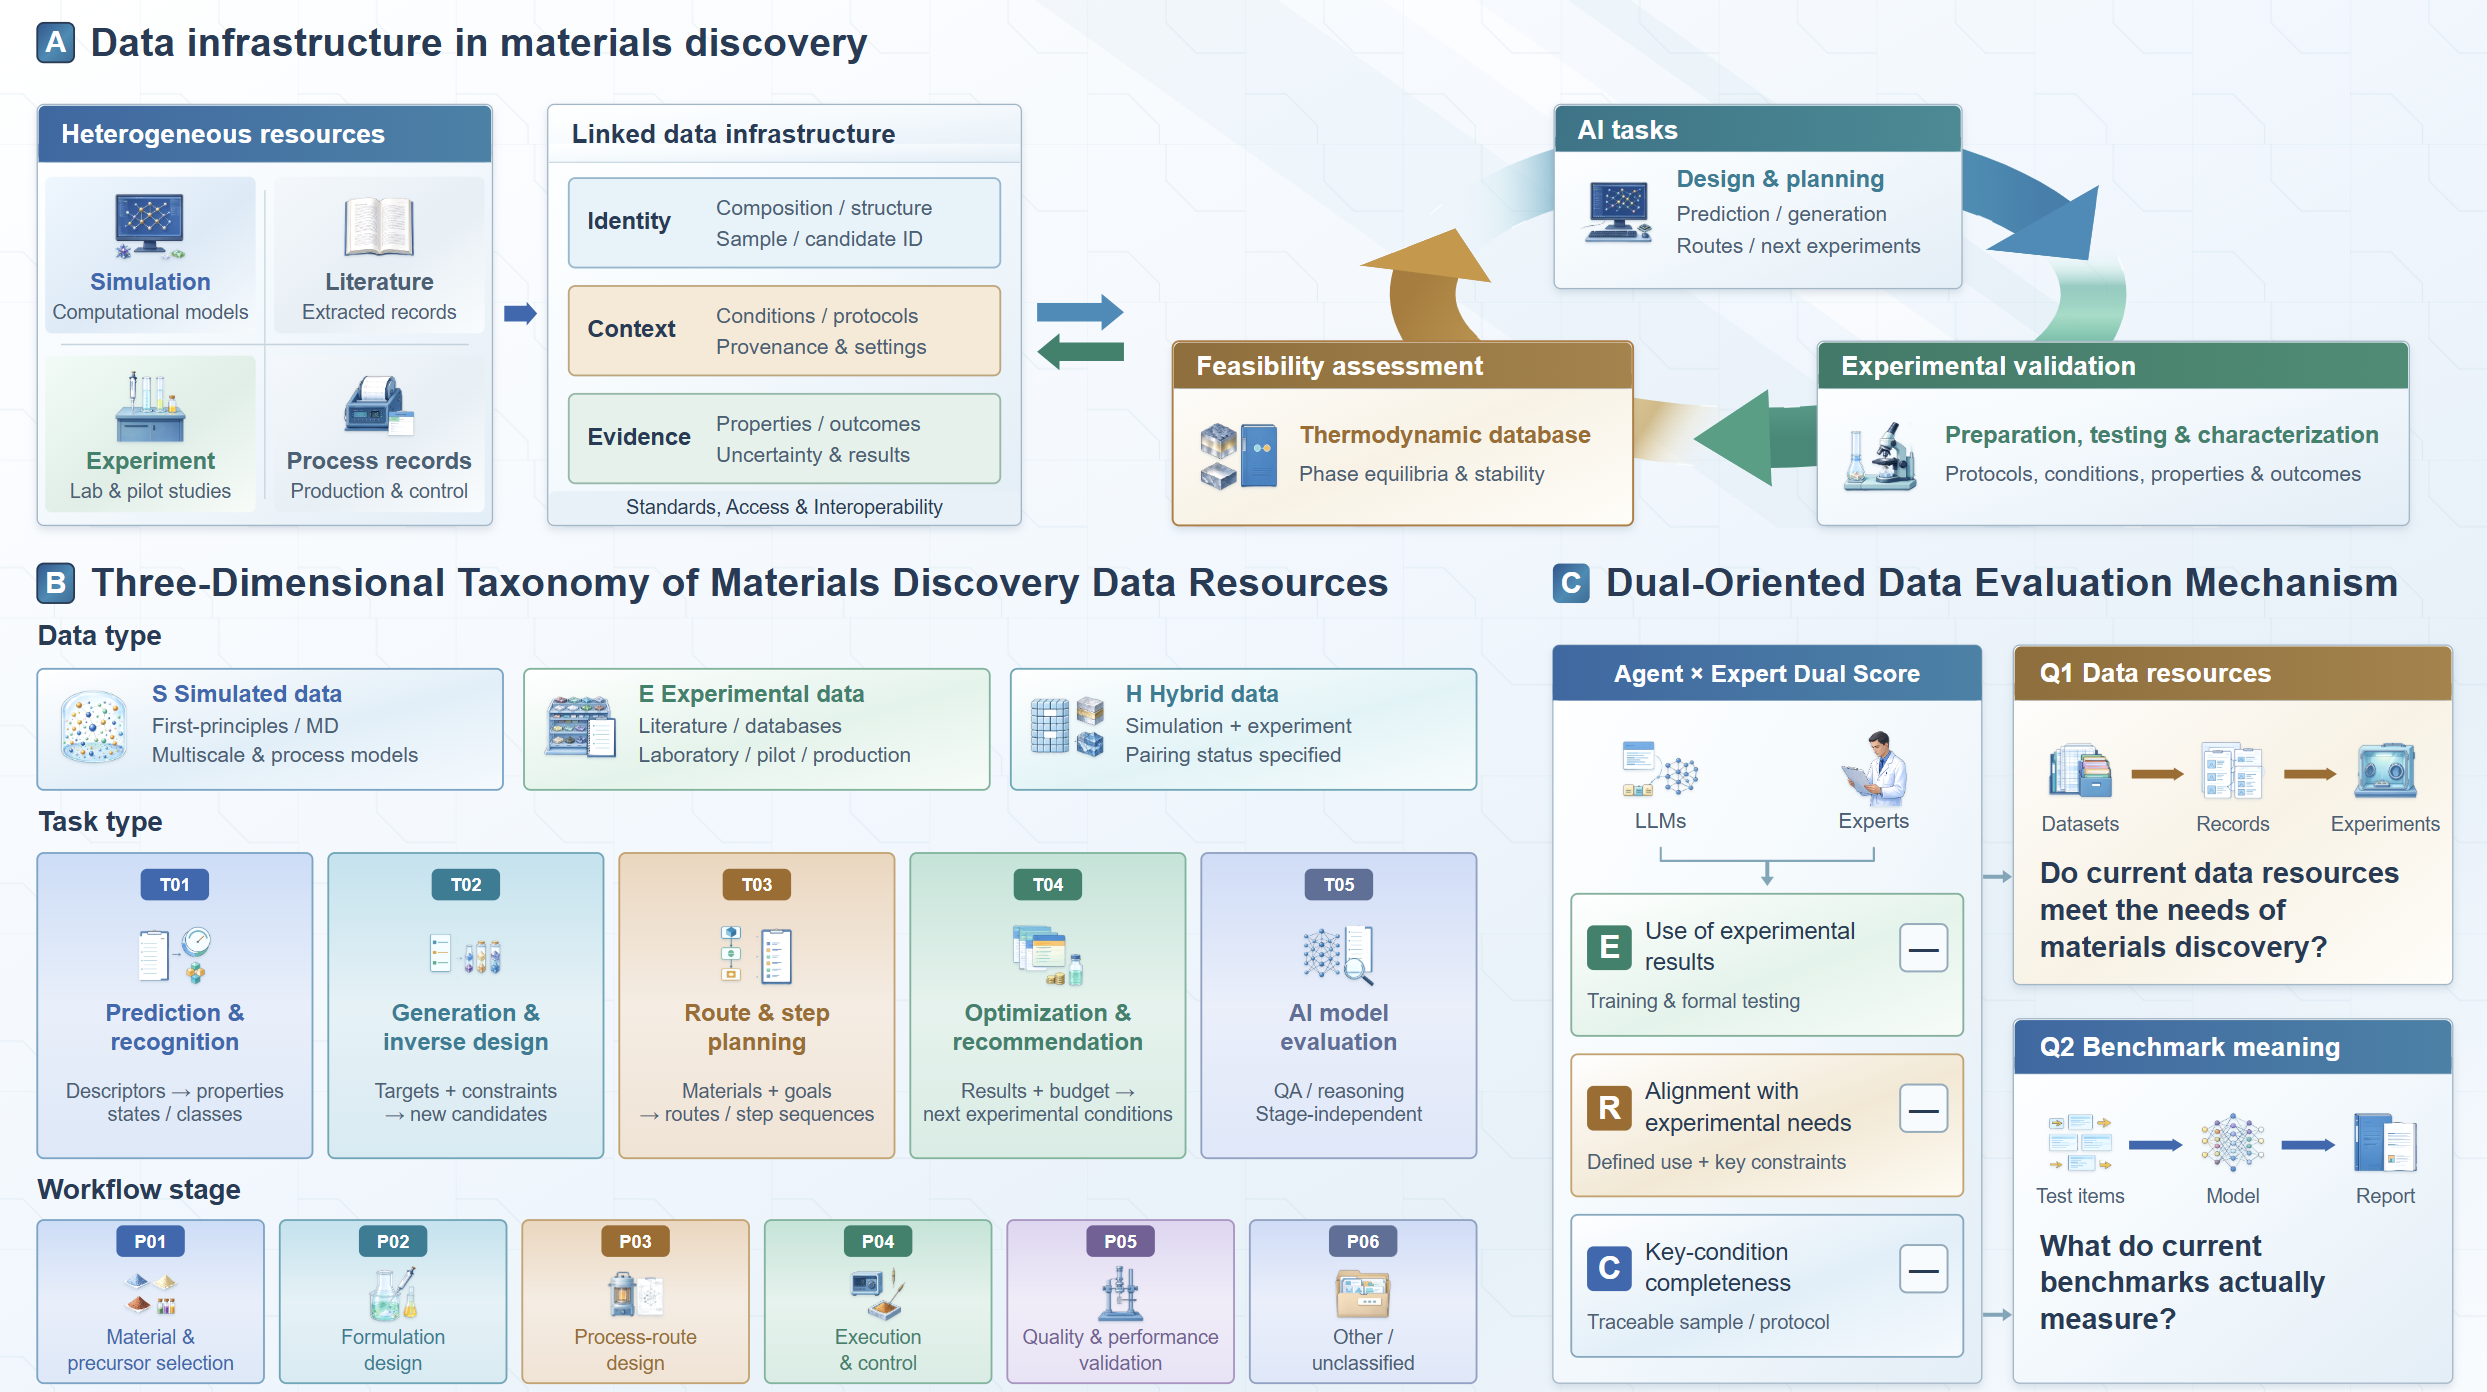 A Data infrastructure in materials discovery
Heterogeneous resources
Simulation
Computational models
Literature
Extracted records
Experiment
Lab & pilot studies
Process records
Production & control
Linked data infrastructure
Identity
Composition / structure
Sample / candidate ID
Context
Conditions / protocols
Provenance & settings
Evidence
Properties / outcomes
Uncertainty & results
Standards, Access & Interoperability
AI tasks
Design & planning
Prediction / generation
Routes / next experiments
Feasibility assessment
Thermodynamic database
Phase equilibria & stability
Experimental validation
Preparation, testing & characterization
Protocols, conditions, properties & outcomes
B Three-Dimensional Taxonomy of Materials Discovery Data Resources
Data type
S Simulated data
First-principles / MD
Multiscale & process models
E Experimental data
Literature / databases
Laboratory / pilot / production
H Hybrid data
Simulation + experiment
Pairing status specified
Task type
T01
Prediction &
recognition
Descriptors → properties
states / classes
T02
Generation &
inverse design
Targets + constraints
→ new candidates
T03
Route & step
planning
Materials + goals
→ routes / step sequences
T04
Optimization &
recommendation
Results + budget →
next experimental conditions
T05
AI model
evaluation
QA / reasoning
Stage-independent
Workflow stage
P01
Material &
precursor selection
P02
Formulation
design
P03
Process-route
design
P04
Execution
& control
P05
Quality & performance
validation
P06
Other /
unclassified
C Dual-Oriented Data Evaluation Mechanism
Agent × Expert Dual Score
LLMs
Experts
E
Use of experimental
results
—
Training & formal testing
R
Alignment with
experimental needs
—
Defined use + key constraints
C
Key-condition
completeness
—
Traceable sample / protocol
Q1 Data resources
Datasets
Records
Experiments
Do current data resources
meet the needs of
materials discovery?
Q2 Benchmark meaning
Test items
Model
Report
What do current
benchmarks actually
measure?